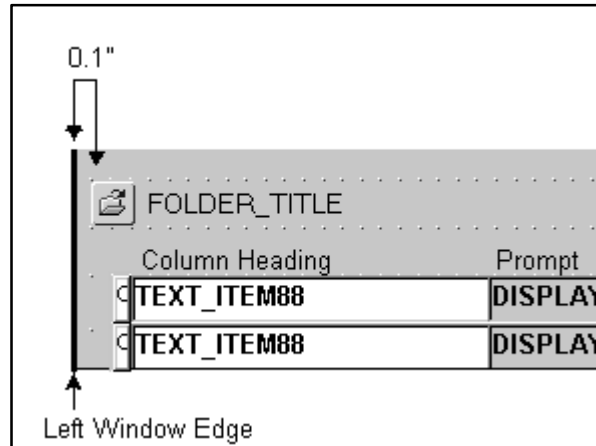 0.1"
FOLDER_TITLE
Column Heading Prompt
C TEXT_ITEM88 DISPLAY
C TEXT_ITEM88 DISPLAY
Left Window Edge